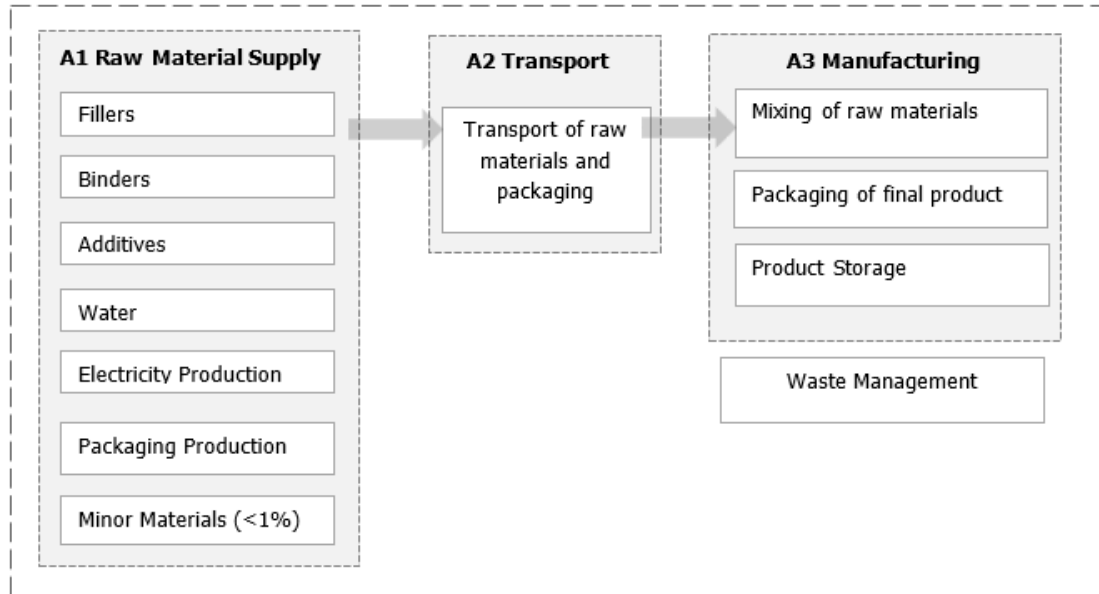 A1 Raw Material Supply
Fillers
Binders
Additives
Water
Electricity Production
Packaging Production
Minor Materials (<1%)
A2 Transport
Transport of raw
materials and
packaging
A3 Manufacturing
Mixing of raw materials
Packaging of final product
Product Storage
Waste Management